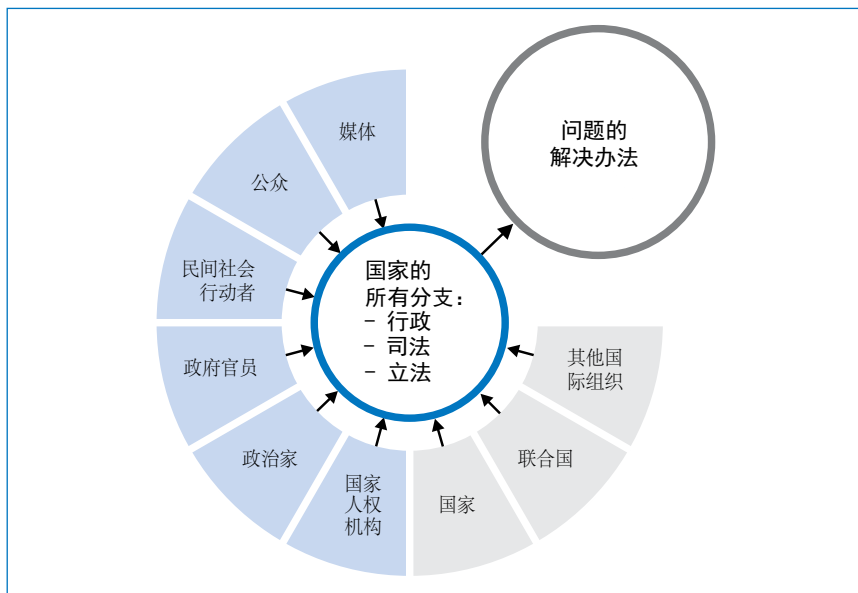 媒体
公众
民间社会
行动者
政府官员
政治家
国家
人权
机构
国家
联合国
其他国
际组织
国家的
所有分支：
– 行政
– 司法
– 立法
问题的
解决办法